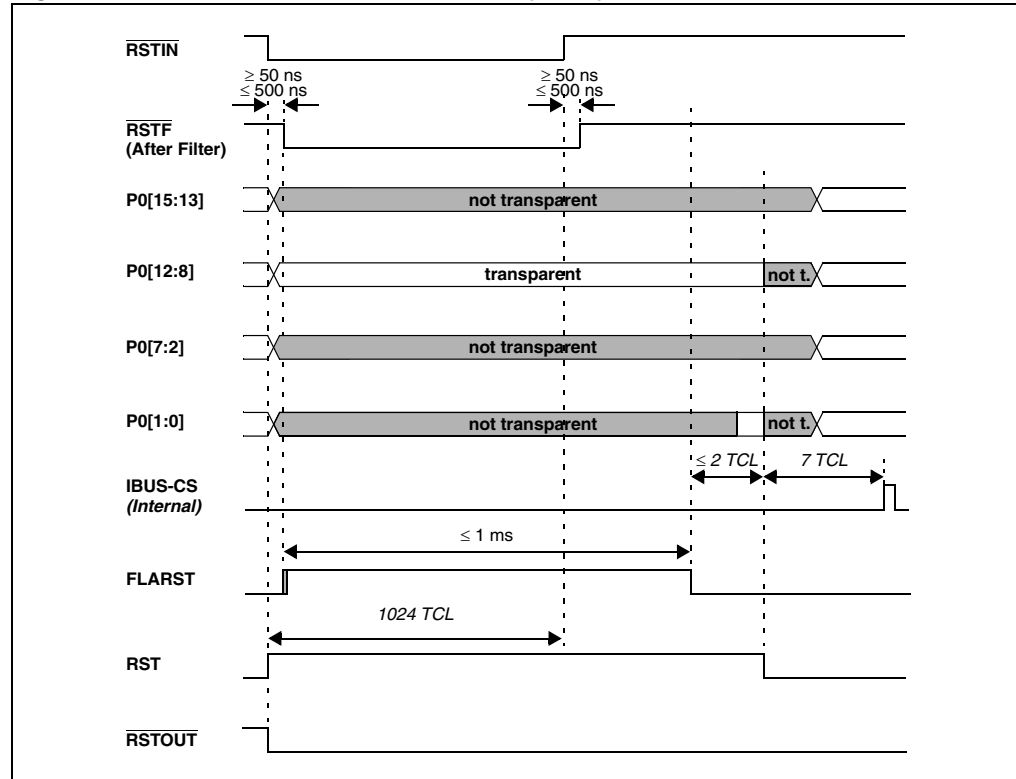 RSTIN
≥ 50 ns
≤ 500 ns
≥ 50 ns
≤ 500 ns
RSTF
(After Filter)
P0[15:13]
not transparent
P0[12:8]
transparent
not t.
P0[7:2]
not transparent
P0[1:0]
not transparent
not t.
≤ 2 TCL
7 TCL
IBUS-CS
(Internal)
≤ 1 ms
FLARST
1024 TCL
RST
RSTOUT